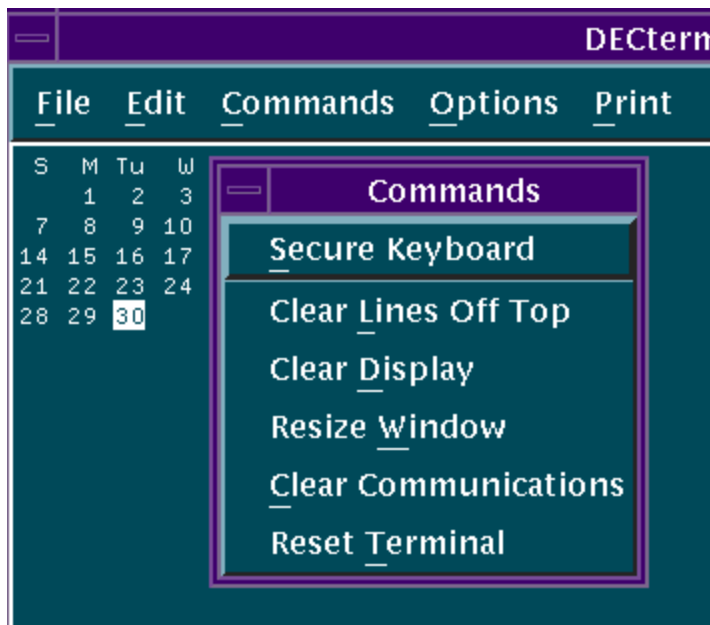 DECterm
File Edit Commands Options Print
S M Tu W
1 2 3
7 8 9 10
14 15 16 17
21 22 23 24
28 29 30
Commands
Secure Keyboard
Clear Lines Off Top
Clear Display
Resize Window
Clear Communications
Reset Terminal